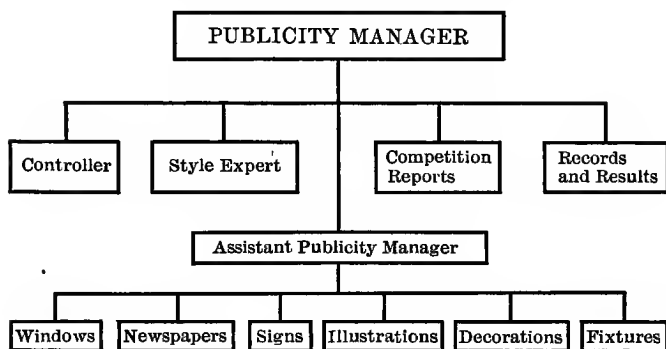 PUBLICITY MANAGER
Controller
Style Expert
Competition
Reports
Records
and Results
Assistant Publicity Manager
Windows
Newspapers
Signs
Illustrations
Decorations
Fixtures